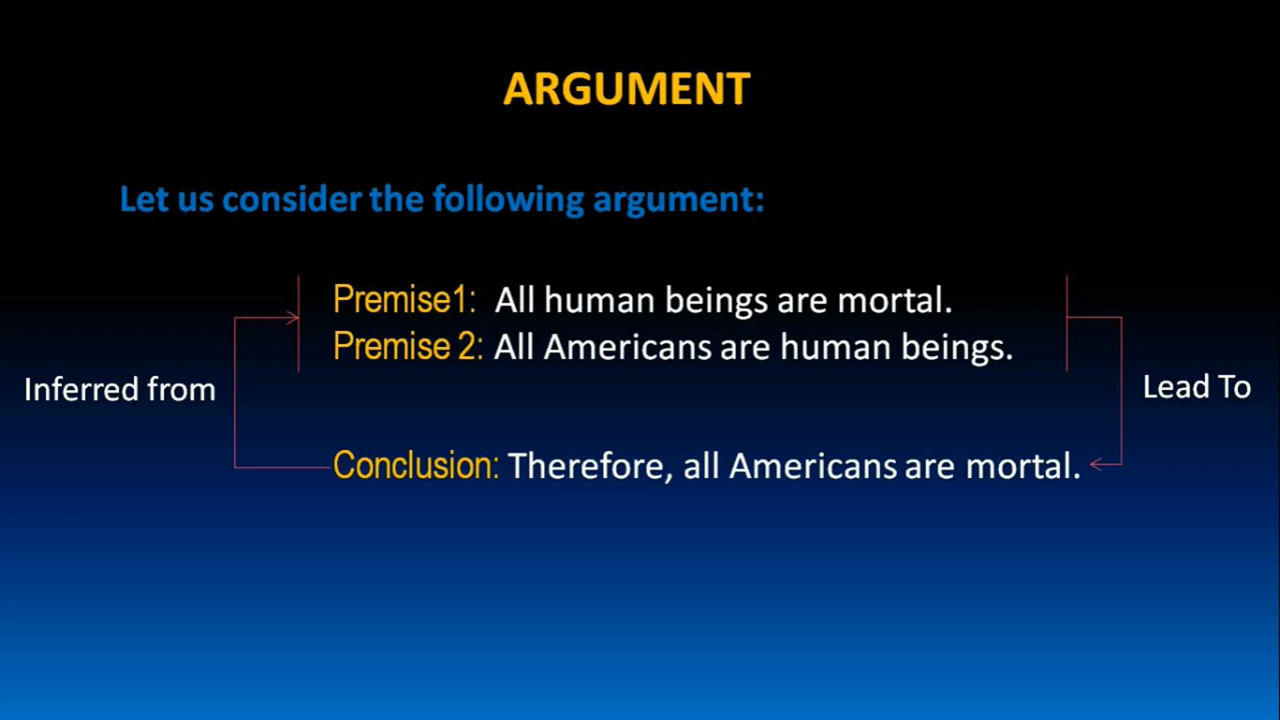 ARGUMENT
Let us consider the following argument:
Premise1: All human beings are mortal.
Premise 2: All Americans are human beings.
Inferred from
Lead To
Conclusion: Therefore, all Americans are mortal.